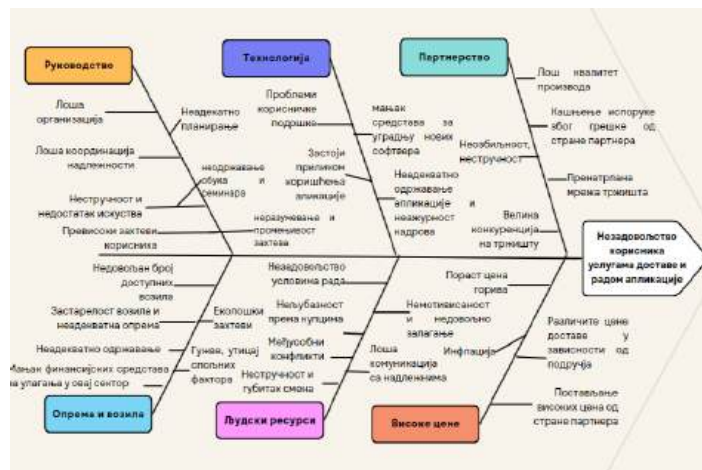 Руководство
Технологија
Партнерство
Лоша
организација
Неадекатно
планирање
Лоша координација
надлежности
неодржавање
обука и
семинара
Нестручност и
недостатак искуства
Превисоки захтеви
корисника
неразучевање и
променљивост
захтева
Проблеми
корисничке
подршке
мањак
средстава за
уградњу нових
софтвера
Застоји
приликом
коришћења
апликације
Неадекватно
одржавање
апликације и
неажурност
кадрова
Лош квалитет
производа
Кашњење испоруке
због грешке од
стране партнера
Неозбиљност,
нестручност
Пренатрпана
мрежа тржишта
Велика
конкуренција
на тржишту
Незадовољство
корисника
услугама доставе и
радом апликације
Недовољан број
доступних
возила
Застарелост возила и
неадекватна опрема
Еколошки
захтеви
Неадекватно одржавање
Гужве, утицај
спољних
фактора
Мањак финансијских средстава
за улагања у овај сектор
Незадовољство
условима рада
Нељубазност
према купцима
Немотивисаност
и недовољно
залагање
Међусобни
конфликти
Лоша
комуникација
са надлежнима
Нестручност и
губитак смена
Пораст цена
горива
Инфлација
Различите цене
доставе у
зависности од
подручја
Постављање
високих цена од
стране партнера
Опрема и возила
Људски ресурси
Високе цене